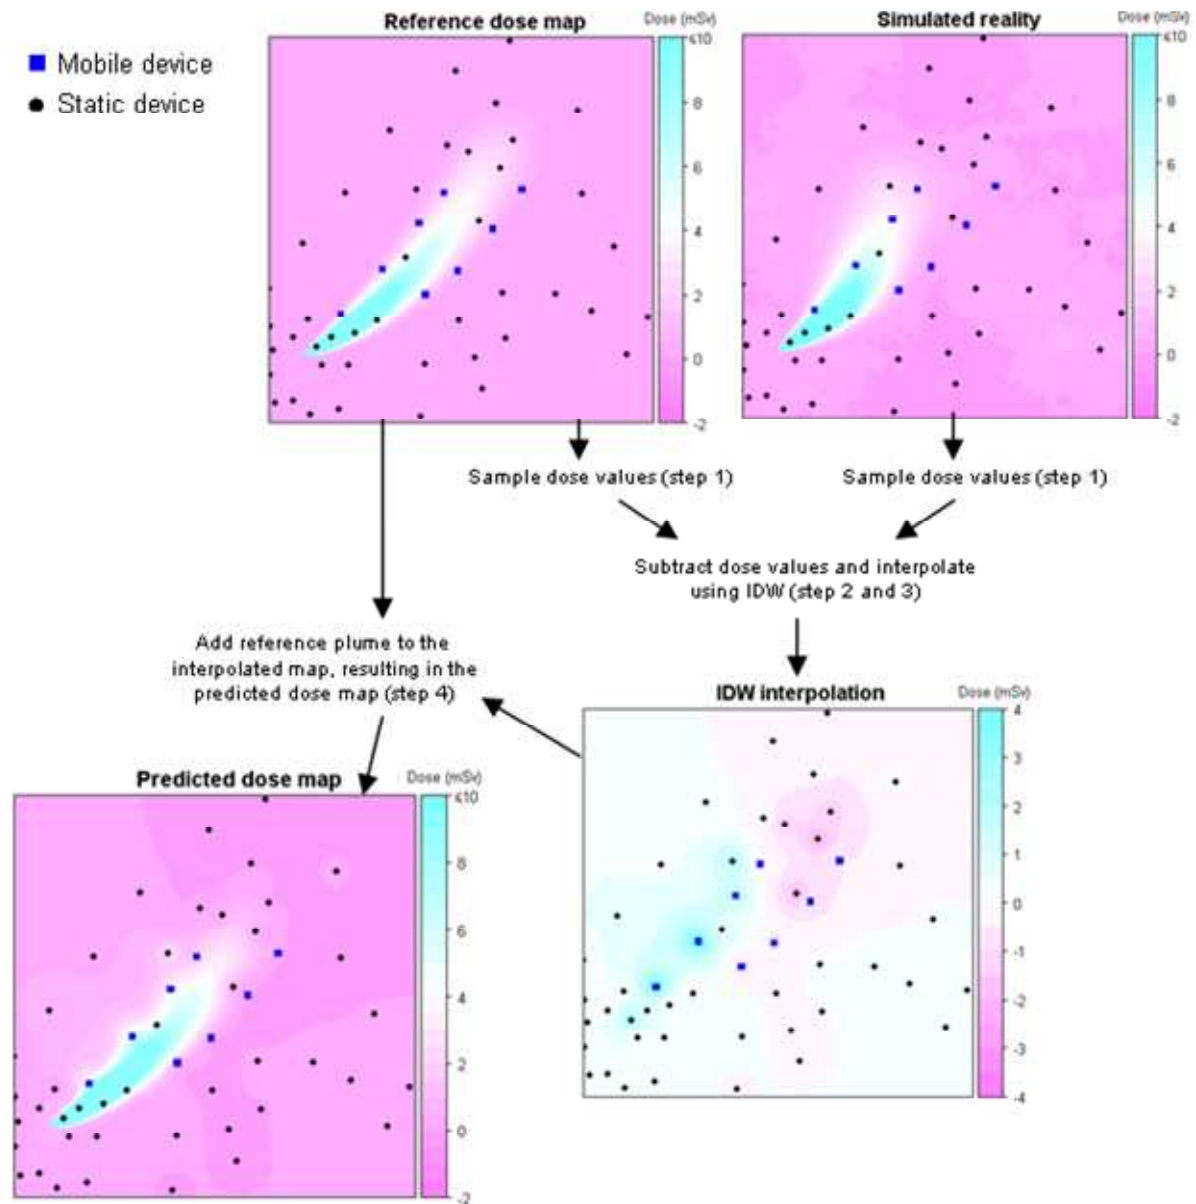 Reference dose map
Dose (mSv)
Simulated reality
Dose (mSv)
Mobile device
Static device
≤10
8
6
4
2
0
-2
≤10
8
6
4
2
0
-2
Sample dose values (step 1)
Sample dose values (step 1)
Subtract dose values and interpolate
using IDW (step 2 and 3)
Add reference plume to the
interpolated map, resulting in the
predicted dose map (step 4)
IDW interpolation
Dose (mSv)
4
3
2
1
0
-1
-2
-3
-4
Predicted dose map
Dose (mSv)
≤10
8
6
4
2
0
-2